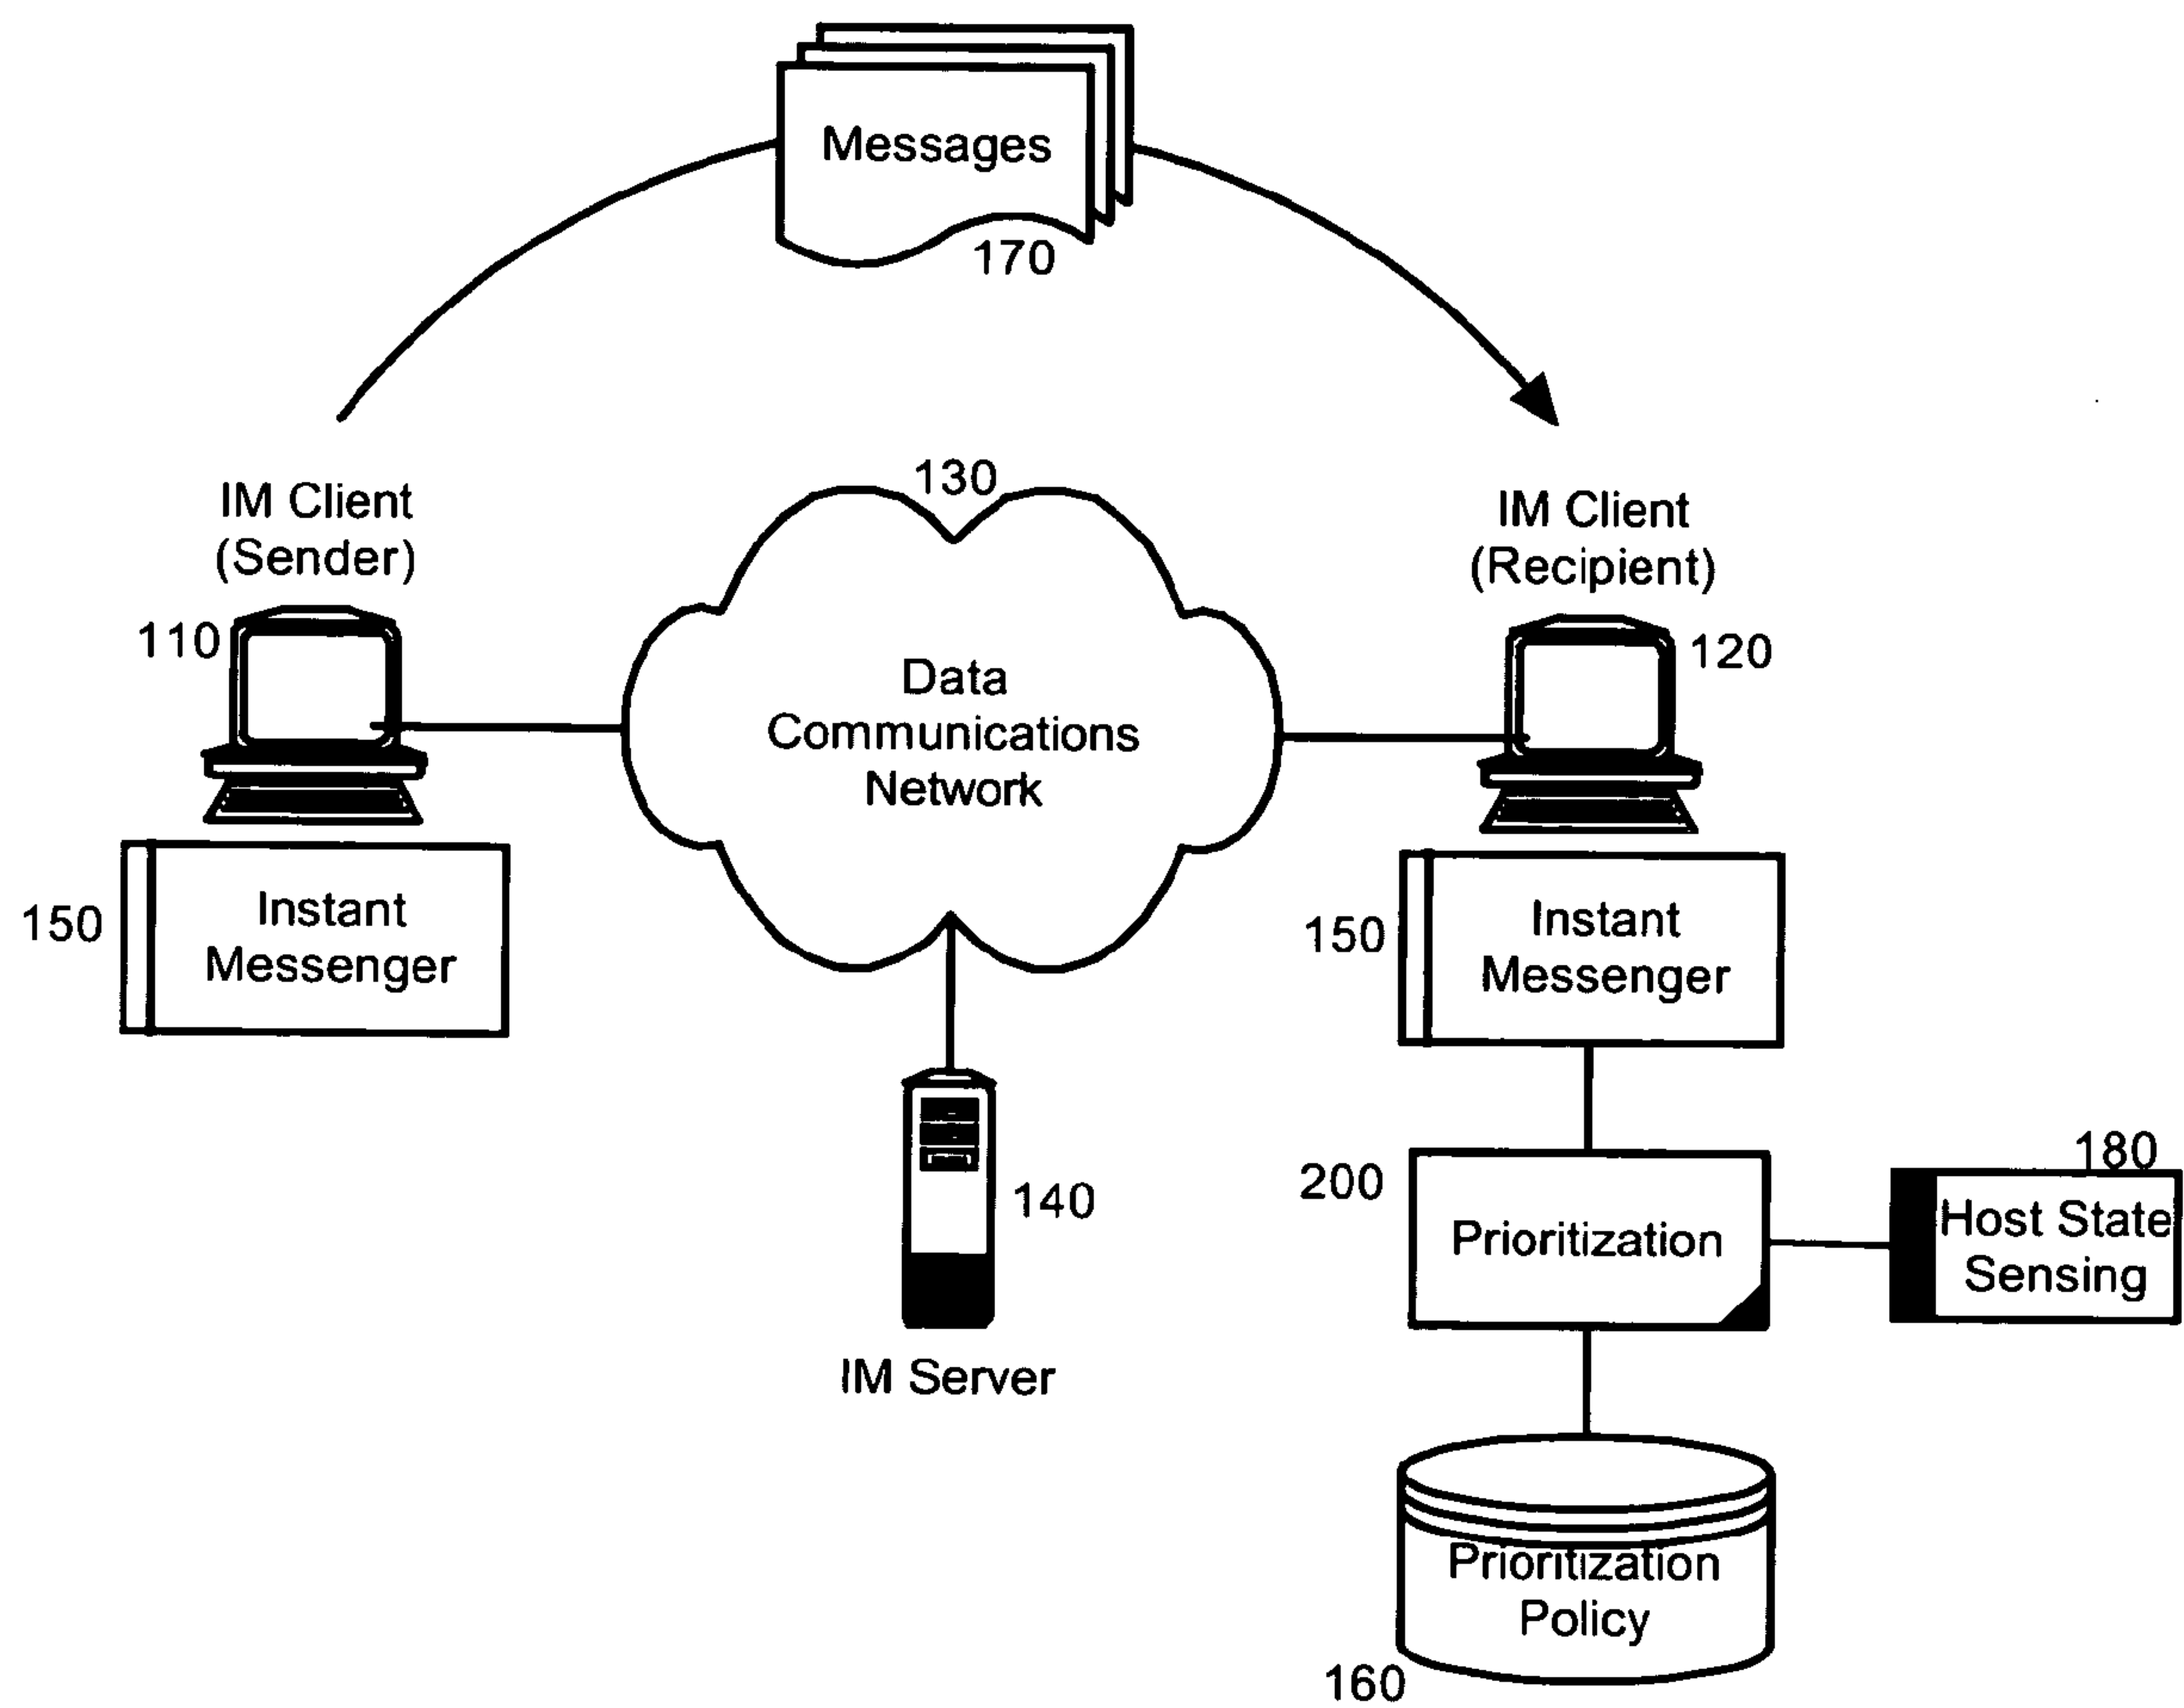 Messages
170
130
IM Client
(Sender)
110
IM Client
(Recipient)
120
Data
Communications
Network
150
Instant
Messenger
150
Instant
Messenger
140
IM Server
200
Prioritization
180
Host State
Sensing
Prioritization
Policy
160